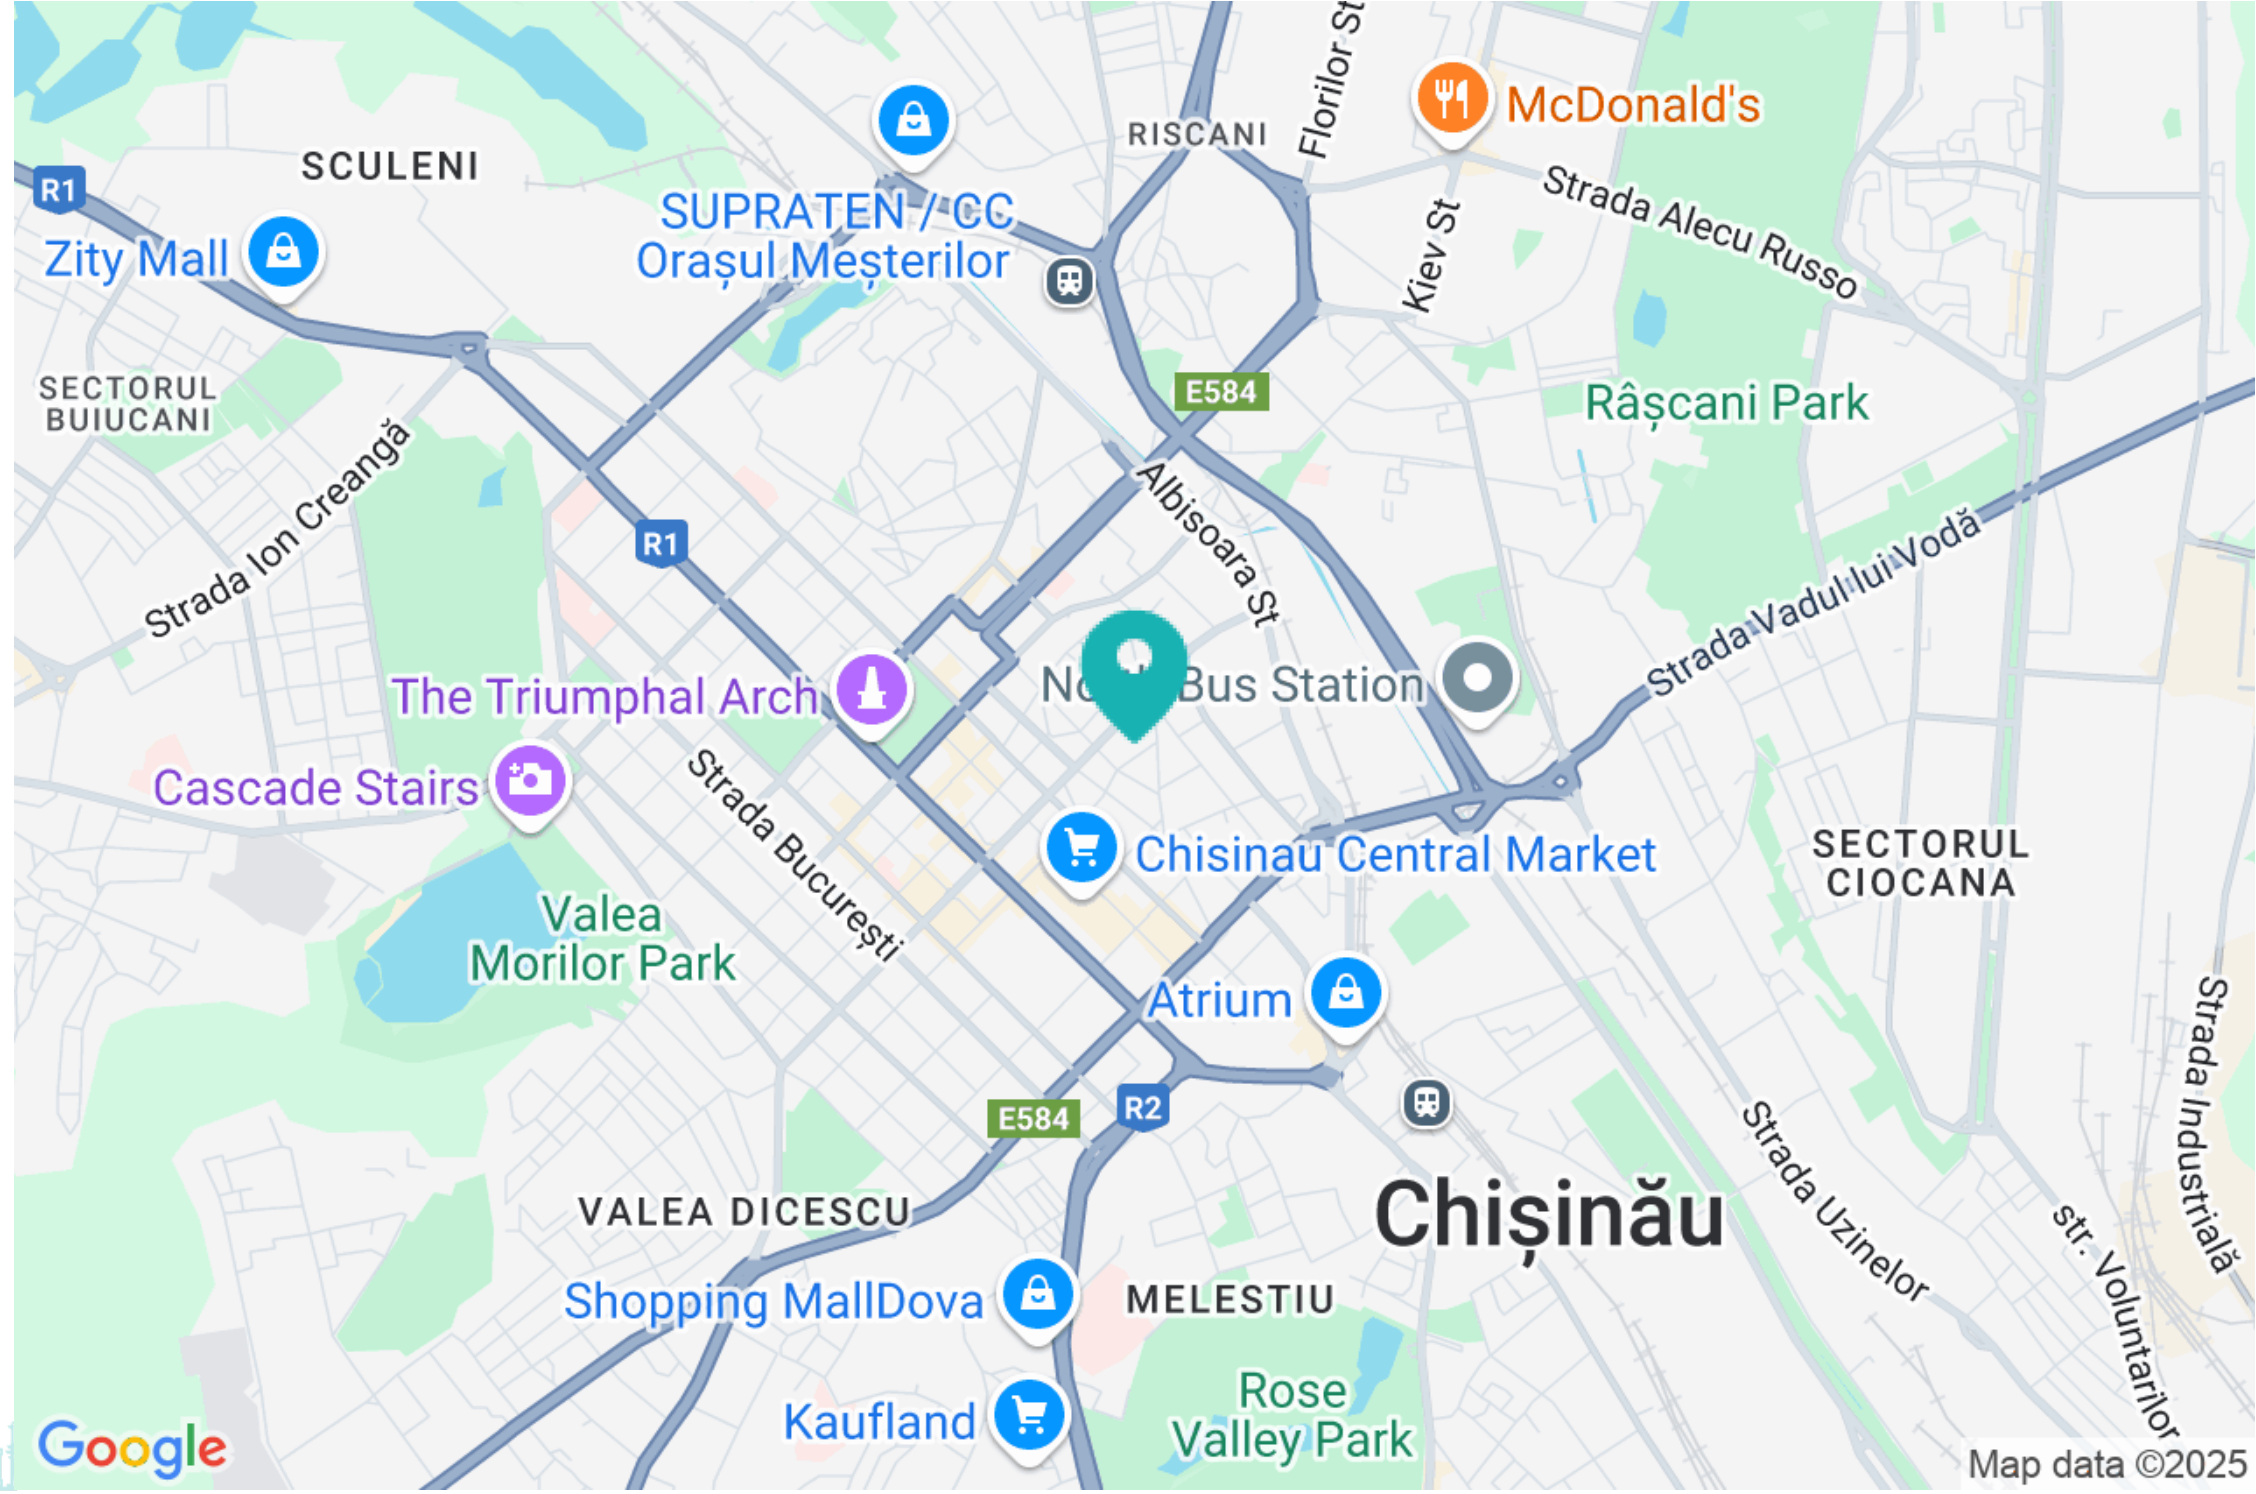 Florilor St
McDonald's
RISCANI
SCULENI
R1
SUPRATEN / CC
Orașul Meșterilor
Zity Mall
Strada Alecu Russo
Kiev St
SECTORUL
BUIUCANI
E584
Râșcani Park
Strada Ion Creangă
R1
Albisoara St
Strada Vadul lui Vodă
The Triumphal Arch
Bus Station
Cascade Stairs
Strada București
Chisinau Central Market
SECTORUL
CIOCANA
Valea
Morilor Park
Atrium
Strada Industrială
E584
R2
Strada Uzinelor
VALEA DICESCU
Chișinău
str. Voluntarilor
Shopping MallDova
MELESTIU
Kaufland
Rose
Valley Park
Google
Map data ©2025